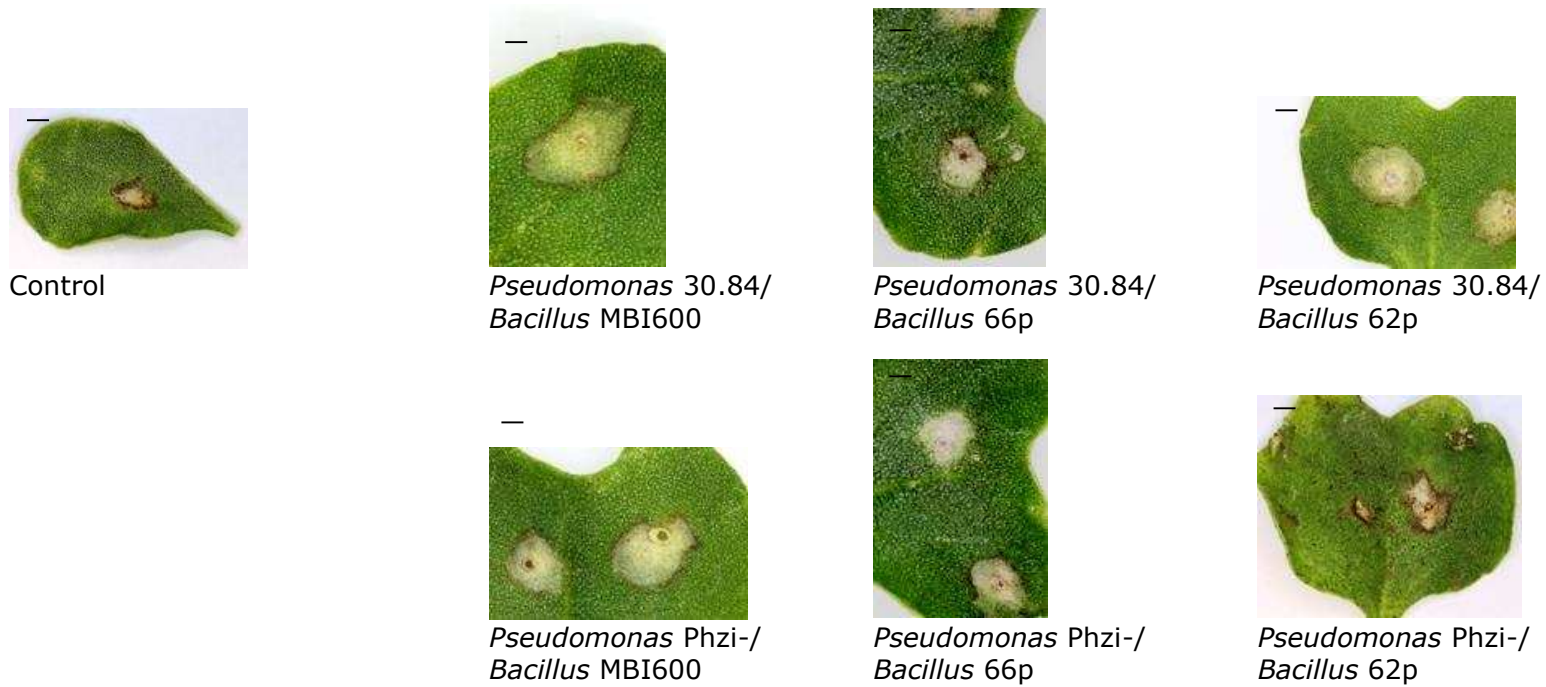 Control
Pseudomonas 30.84/
Bacillus MBI600
Pseudomonas 30.84/
Bacillus 66p
Pseudomonas 30.84/
Bacillus 62p
Pseudomonas Phzi-/
Bacillus MBI600
Pseudomonas Phzi-/
Bacillus 66p
Pseudomonas Phzi-/
Bacillus 62p